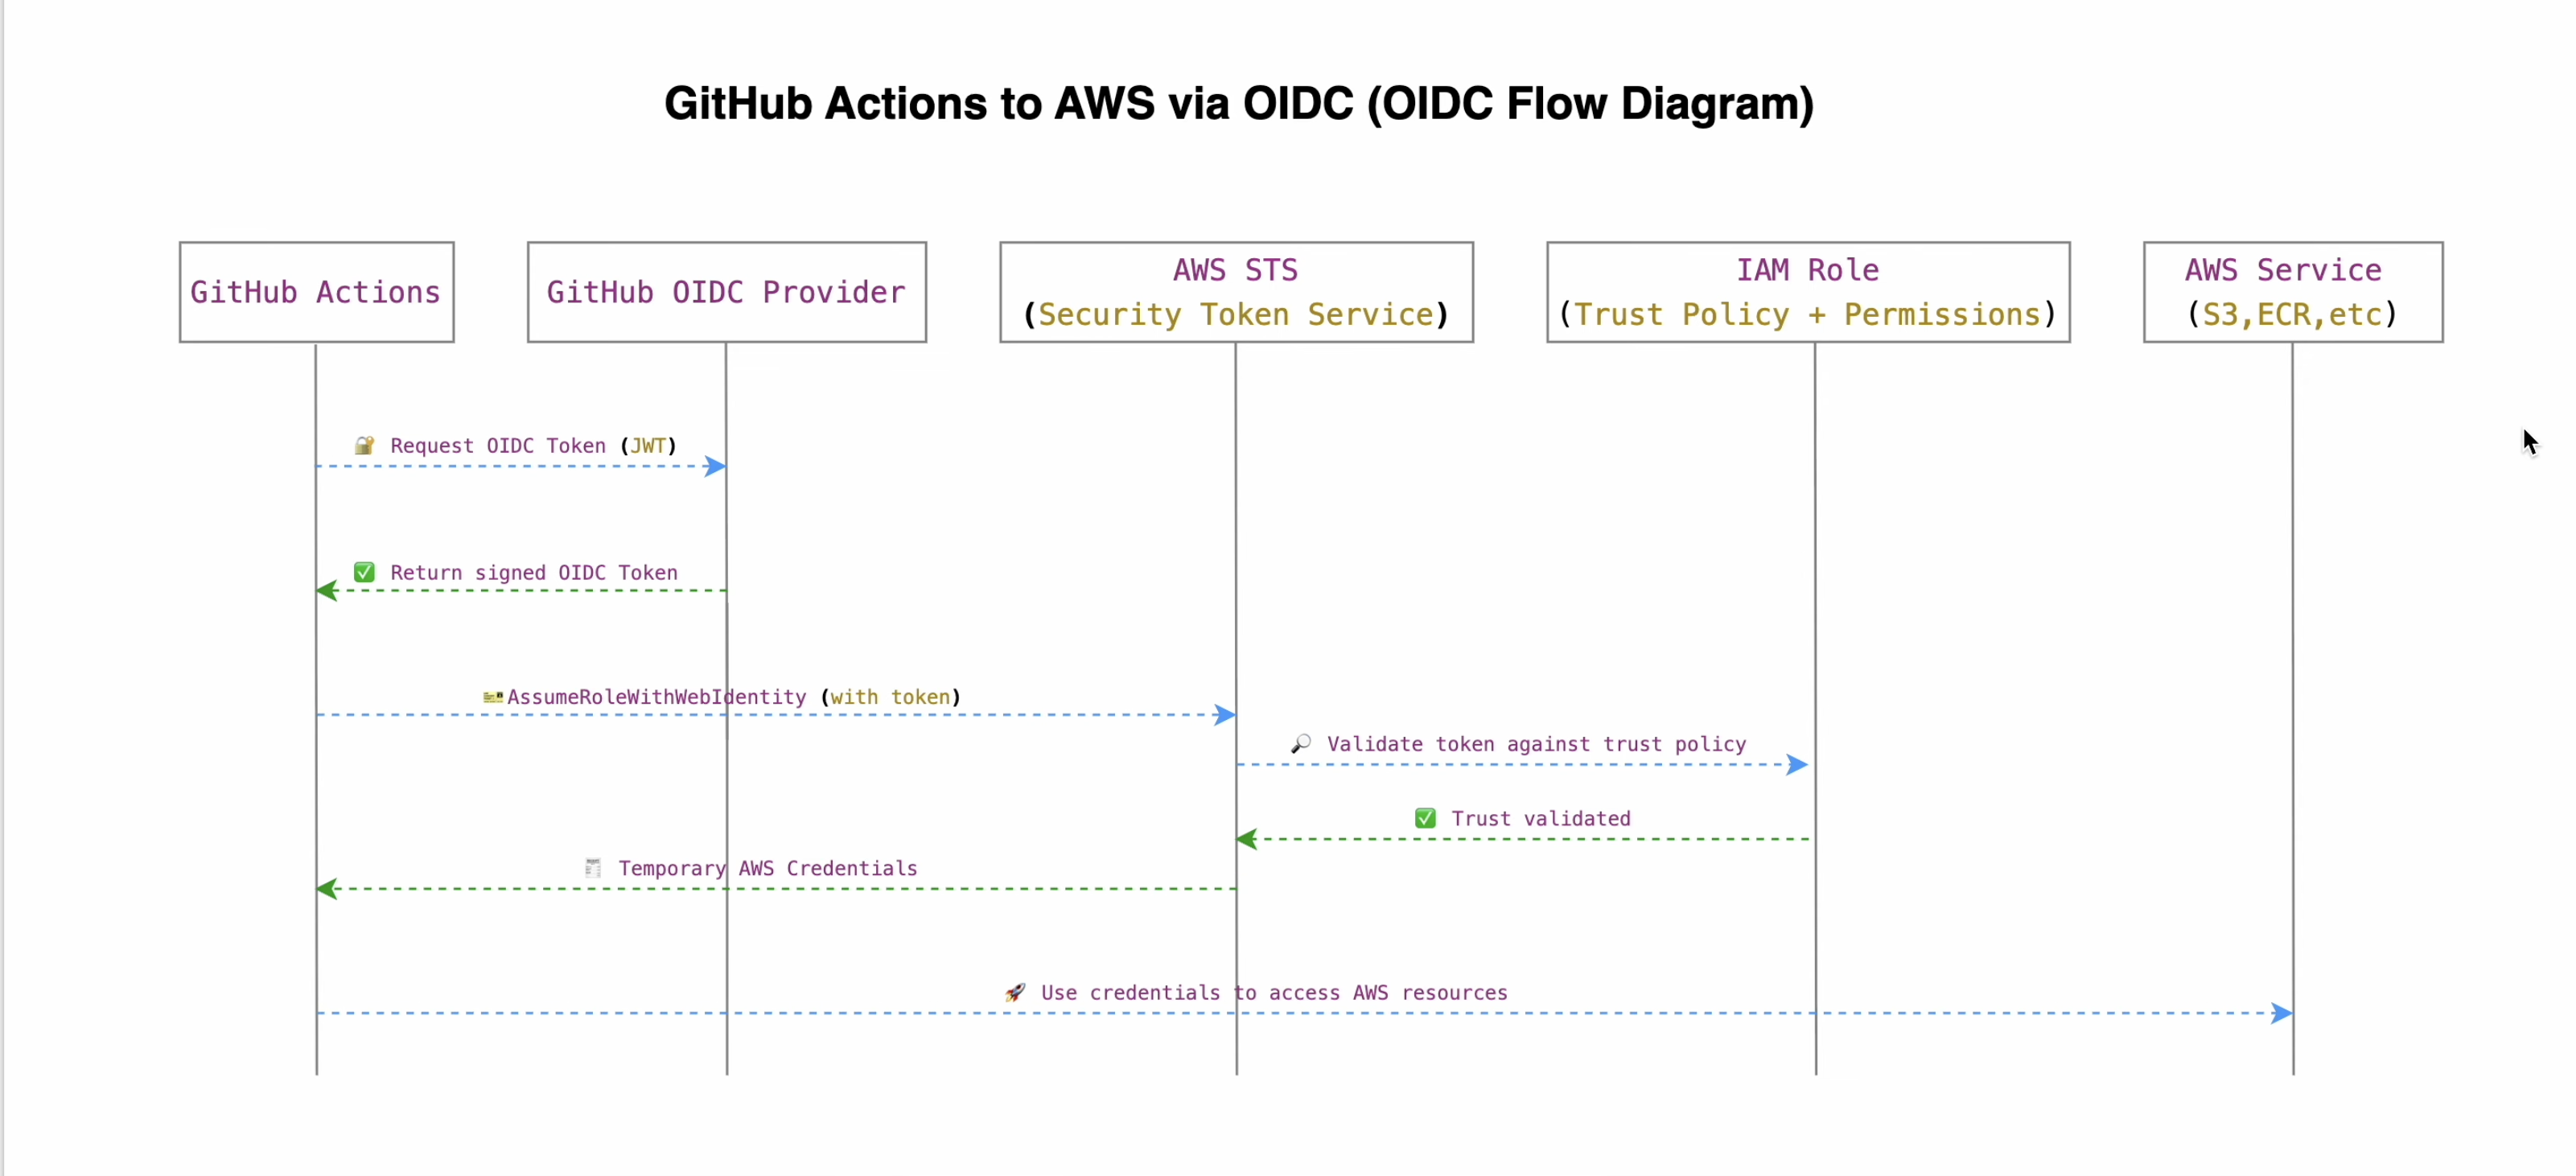 GitHub Actions to AWS via OIDC (OIDC Flow Diagram)
GitHub Actions
GitHub OIDC Provider
AWS STS
(Security Token Service)
IAM Role
(Trust Policy + Permissions)
AWS Service
(S3,ECR,etc)
Request OIDC Token (JWT)
Return signed OIDC Token
AssumeRoleWithWebIdentity (with token)
Validate token against trust policy
Trust validated
Temporary AWS Credentials
Use credentials to access AWS resources